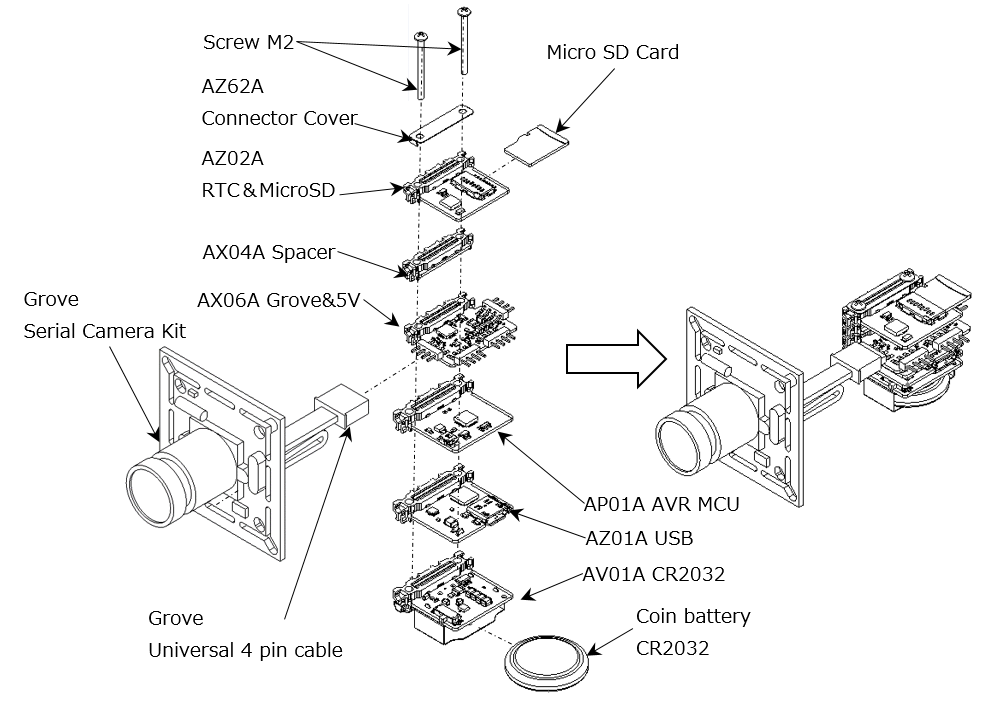 Screw M2
Micro SD Card
AZ62A
Connector Cover
AZ02A
RTC&MicroSD
AX04A Spacer
AX06A Grove&5V
Grove
Serial Camera Kit
AP01A AVR MCU
AZ01A USB
AV01A CR2032
Grove
Universal 4 pin cable
Coin battery
CR2032